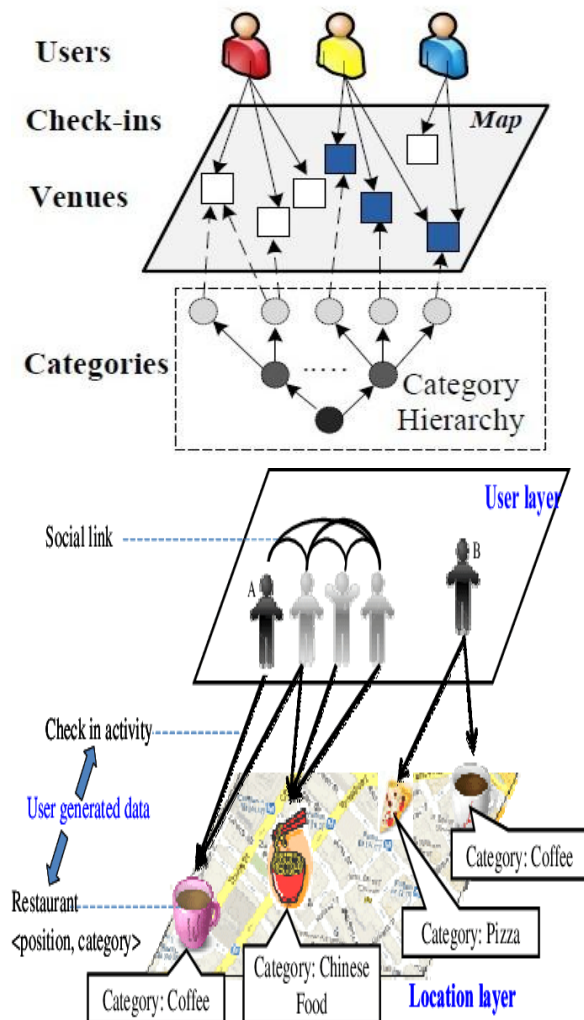 Users
Check-ins
Map
Venues
Categories
.....
Category
Hierarchy
User layer
Social link
A
B
Check in activity
User generated data
Restaurant
<position, category>
Category: Coffee
Category: Pizza
Category: Chinese
Food
Category: Coffee
Location layer